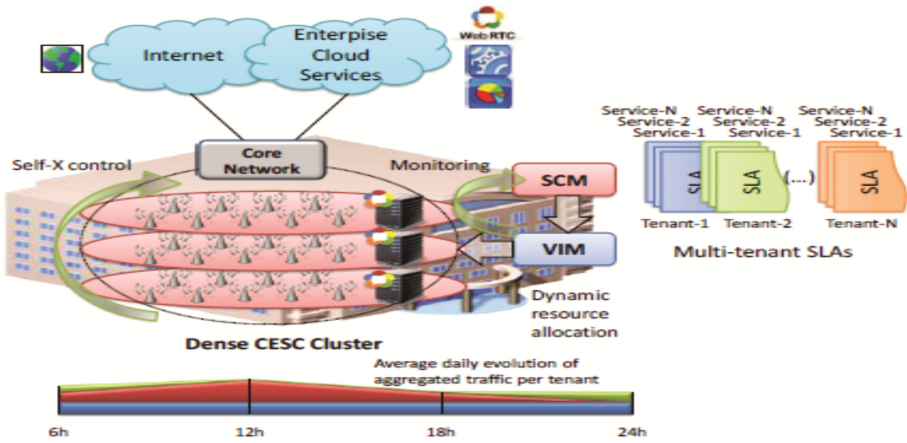 Internet
Enterpise
Cloud
Services
Web RTC
Core
Network
Self-X control
Monitoring
SCM
VIM
Dynamic
resource
allocation
Dense CESC Cluster
Service-N Service-N Service-N
Service-2 Service-2 Service-2
Service-1 Service-1 Service-1
SLA SLA (...) SLA
Tenant-1 Tenant-2 Tenant-N
Multi-tenant SLAs
Average daily evolution of
aggregated traffic per tenant
6h 12h 18h 24h